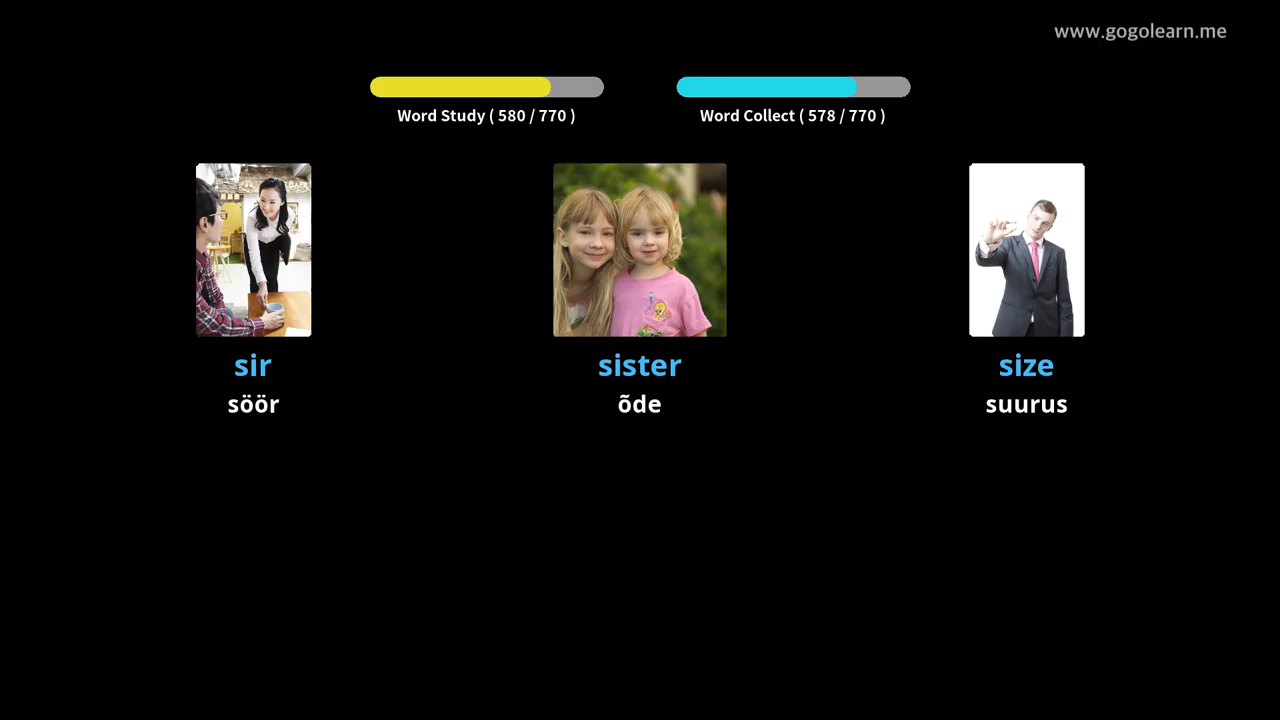 www.gogolearn.me
Word Study ( 580 / 770 )
Word Collect ( 578 / 770 )
sir
söör
sister
õde
size
suurus